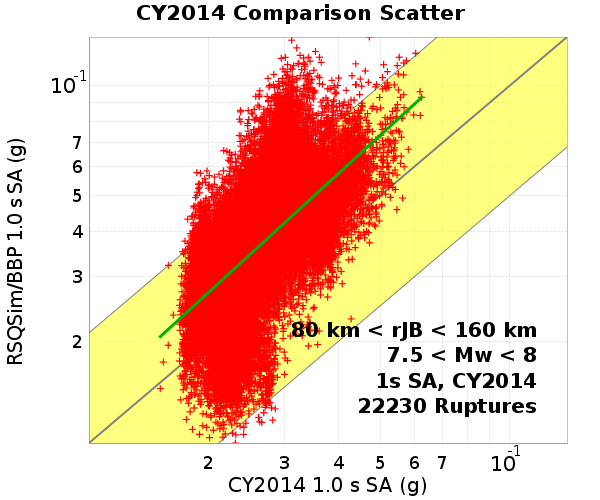 CY2014 Comparison Scatter
RSQSim/BBP 1.0 s SA (g)
10-1
7
6
5
4
3
2
80 km < rJB < 160 km
7.5 < Mw < 8
1s SA, CY2014
22230 Ruptures
2 3 4 5 6 7 10-1
CY2014 1.0 s SA (g)